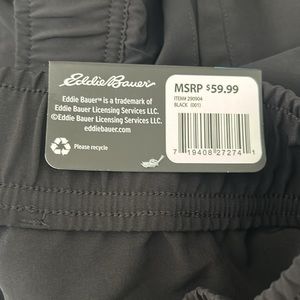 Eddie Bauer
Eddie Bauer™ is a trademark of
Eddie Bauer Licensing Services LLC.
©Eddie Bauer Licensing Services LLC.
eddiebauer.com
Please recycle
MSRP $59.99
ITEM# 290904
BLACK (001)
7 19408 27274 1